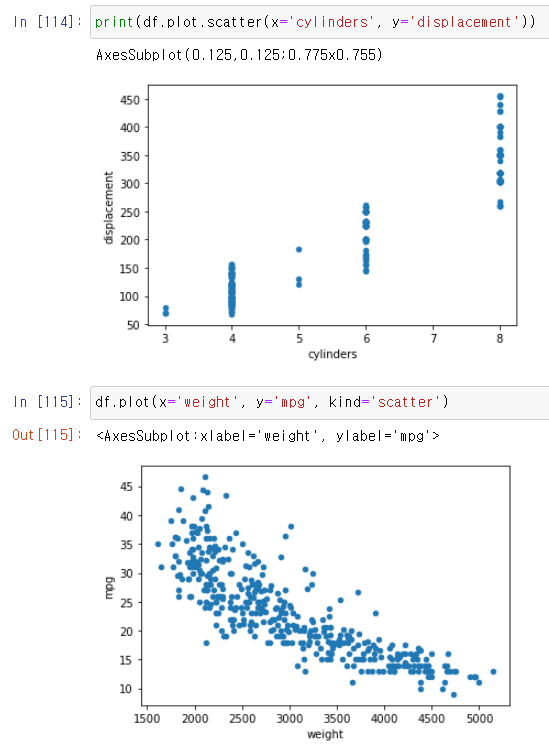 In [114]: print(df.plot.scatter(x='cylinders', y='displacement'))
AxesSubplot(0.125,0.125;0.775x0.755)
450
400
350
300
250
200
150
100
50
displacement
3 4 5 6 7 8
cylinders
In [115]: df.plot(x='weight', y='mpg', kind='scatter')
Out[115]: <AxesSubplot:xlabel='weight', ylabel='mpg'>
45
40
35
30
25
20
15
10
mpg
1500 2000 2500 3000 3500 4000 4500 5000
weight